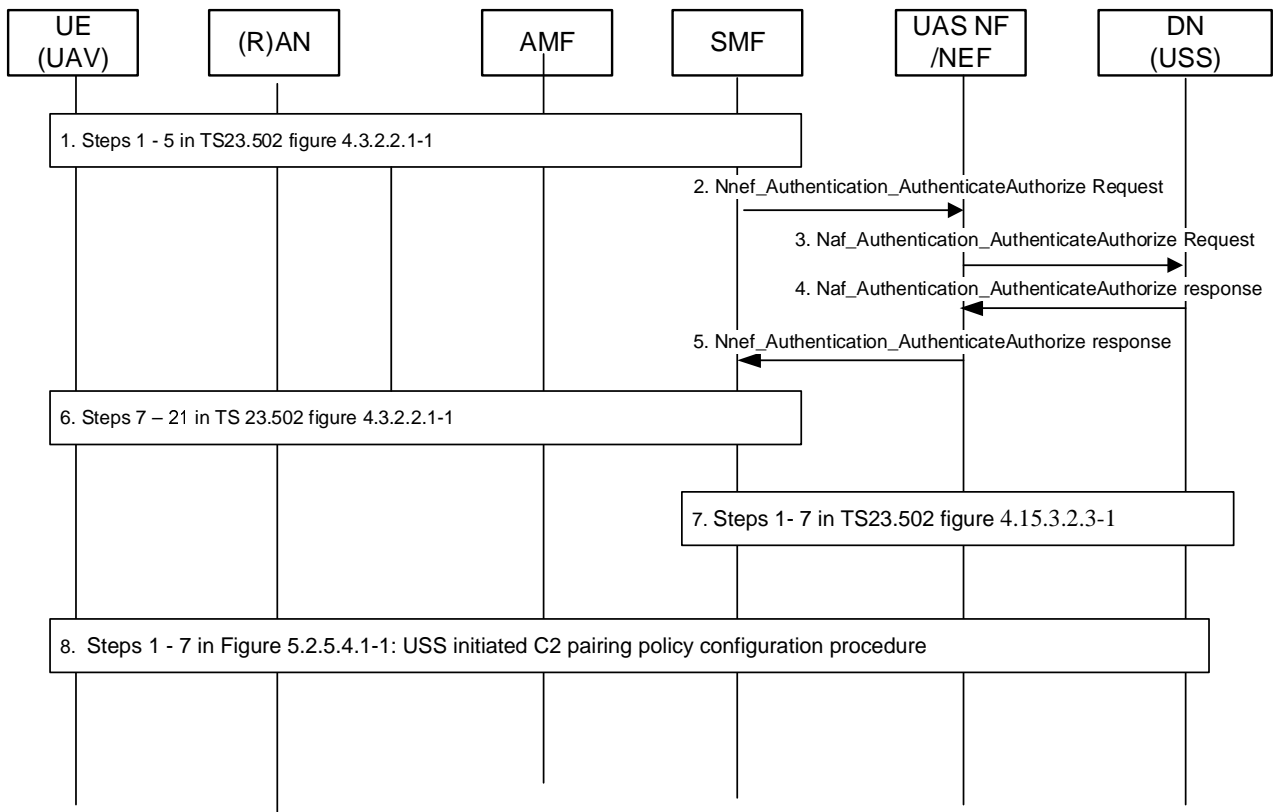 UE
(UAV)
(R)AN
AMF
SMF
UAS NF
/NEF
DN
(USS)
1. Steps 1 - 5 in TS23.502 figure 4.3.2.2.1-1
2. Nnef_Authentication_AuthenticateAuthorize Request
3. Naf_Authentication_AuthenticateAuthorize Request
4. Naf_Authentication_AuthenticateAuthorize response
5. Nnef_Authentication_AuthenticateAuthorize response
6. Steps 7 – 21 in TS 23.502 figure 4.3.2.2.1-1
7. Steps 1- 7 in TS23.502 figure 4.15.3.2.3-1
8. Steps 1 - 7 in Figure 5.2.5.4.1-1: USS initiated C2 pairing policy configuration procedure